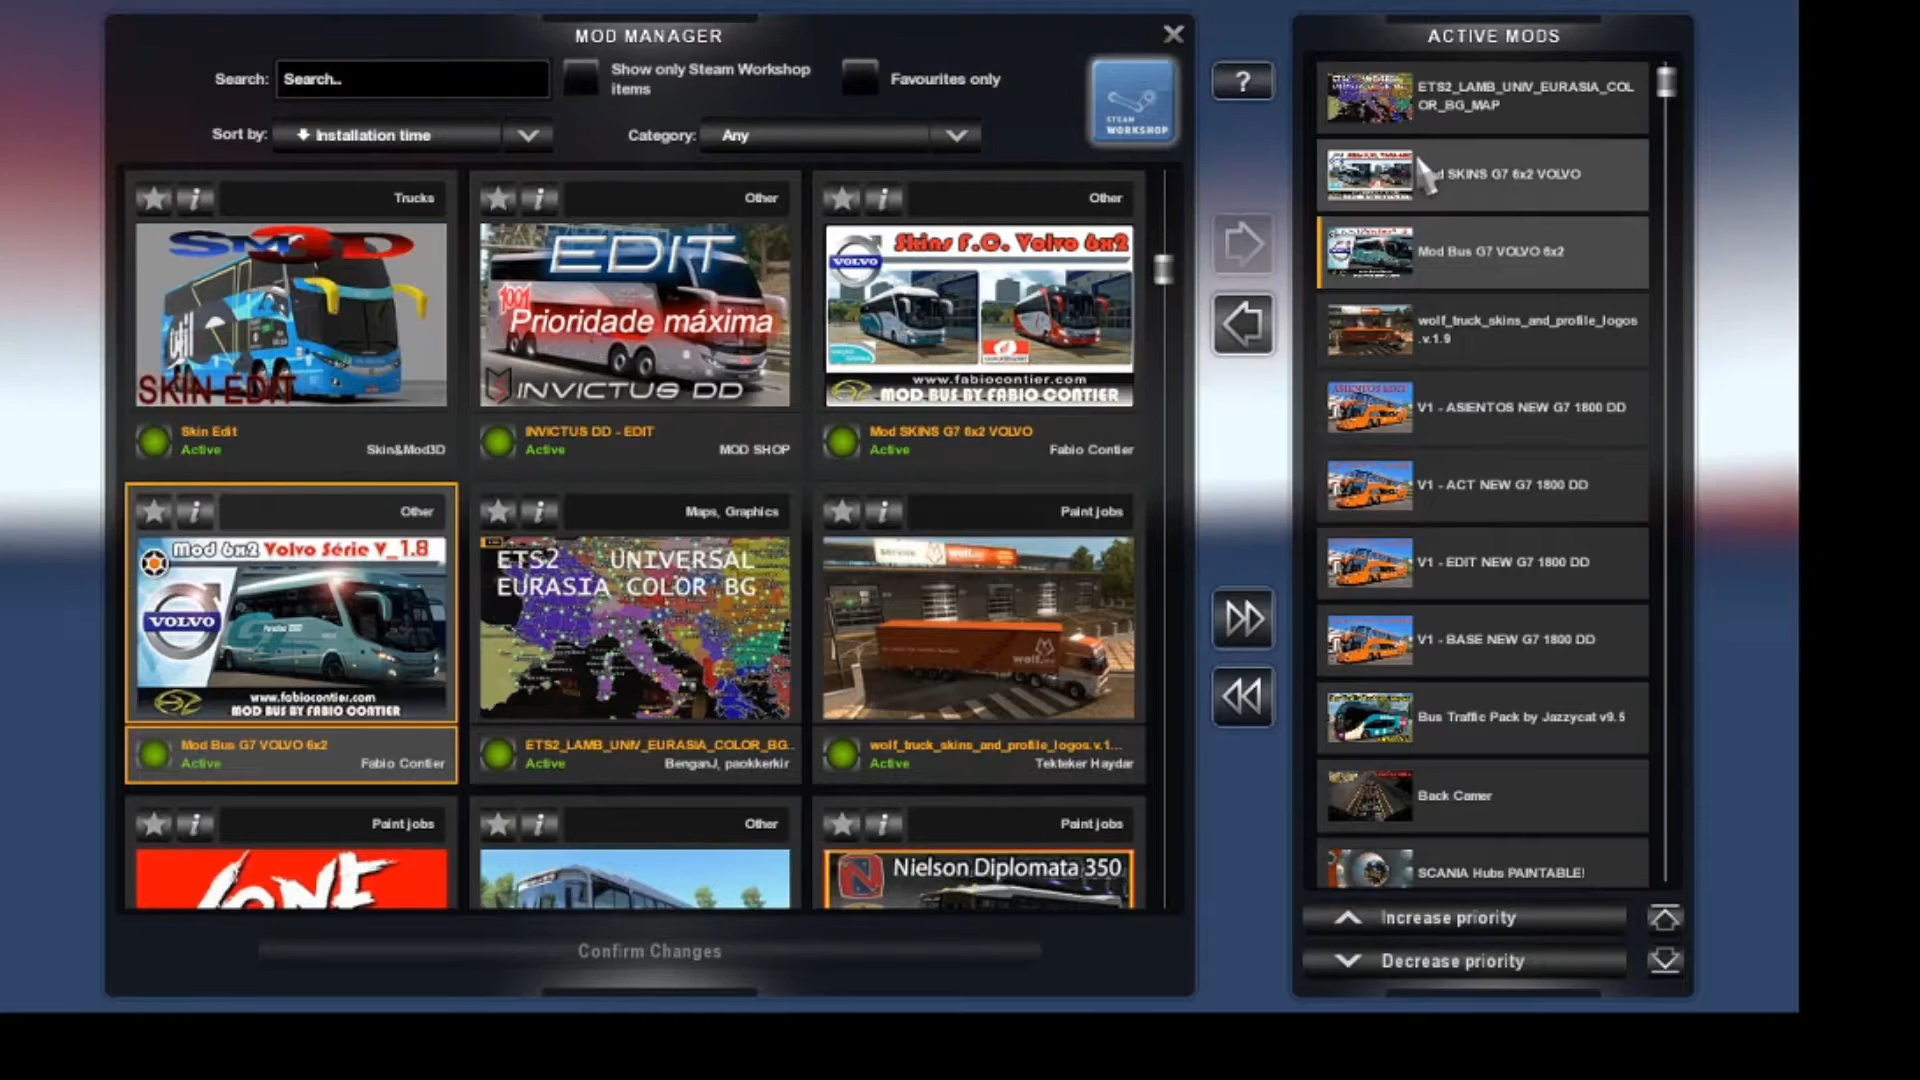 MOD MANAGER
Search:
Search..
Show only Steam Workshop
items
Favourites only
STEAM
WORKSHOP
Sort by:
Installation time
Category:
Any
Trucks
SM3D
SKIN EDIT
Skin Edit
Active
Skin&Mod3D
Other
EDIT
1001
Prioridade máxima
INVICTUS DD
INVICTUS DD - EDIT
Active
MOD SHOP
Other
Skins F.C. Volvo 6x2
VOLVO
www.fabiocontier.com
MOD BUS BY FABIO CONTIER
Mod SKINS G7 6x2 VOLVO
Active
Fabio Contier
Other
Mod 6x2 Volvo Série V_1.8
VOLVO
www.fabiocontier.com
MOD BUS BY FABIO CONTIER
Mod Bus G7 VOLVO 6x2
Active
Fabio Contier
Maps, Graphics
ETS2 UNIVERSAL
EURASIA COLOR BG
ETS2_LAMB_UNIV_EURASIA_COLOR_BG..
Active
BenganJ, paokkerkir
Paint jobs
wolf_truck_skins_and_profile_logos.v.1...
Active
Tekteker Haydar
Paint jobs
Other
Paint jobs
Nielson Diplomata 350
Confirm Changes
?
ACTIVE MODS
ETS2_LAMB_UNIV_EURASIA_COL
OR_BG_MAP
SKINS G7 6x2 VOLVO
Mod Bus G7 VOLVO 6x2
wolf_truck_skins_and_profile_logos
.v.1.9
V1 - ASIENTOS NEW G7 1800 DD
V1 - ACT NEW G7 1800 DD
V1 - EDIT NEW G7 1800 DD
V1 - BASE NEW G7 1800 DD
Bus Traffic Pack by Jazzycat v9.5
Back Camer
SCANIA Hubs PAINTABLE!
Increase priority
Decrease priority